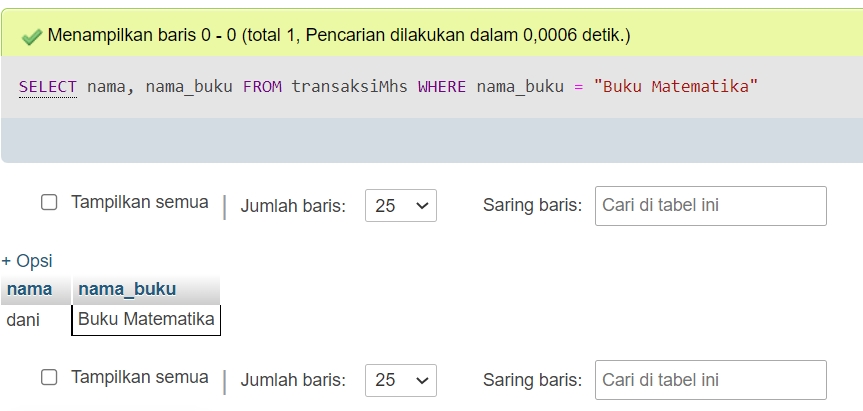 Menampilkan baris 0 - 0 (total 1, Pencarian dilakukan dalam 0,0006 detik.)
SELECT nama, nama_buku FROM transaksiMhs WHERE nama_buku = "Buku Matematika"
Tampilkan semua | Jumlah baris: 25 Saring baris: Cari di tabel ini
+ Opsi
nama nama_buku
dani Buku Matematika
Tampilkan semua | Jumlah baris: 25 Saring baris: Cari di tabel ini